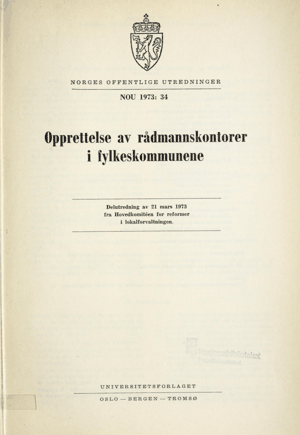 NORGES OFFENTLIGE UTREDNINGER
NOU 1973: 34
Opprettelse av rådmannskontorer
i fylkeskommunene
Delutredning av 21 mars 1973
fra Hovedkomitéen for reformer
i lokalforvaltningen.
UNIVERSITETSFORLAGET
OSLO — BERGEN — TROMSØ